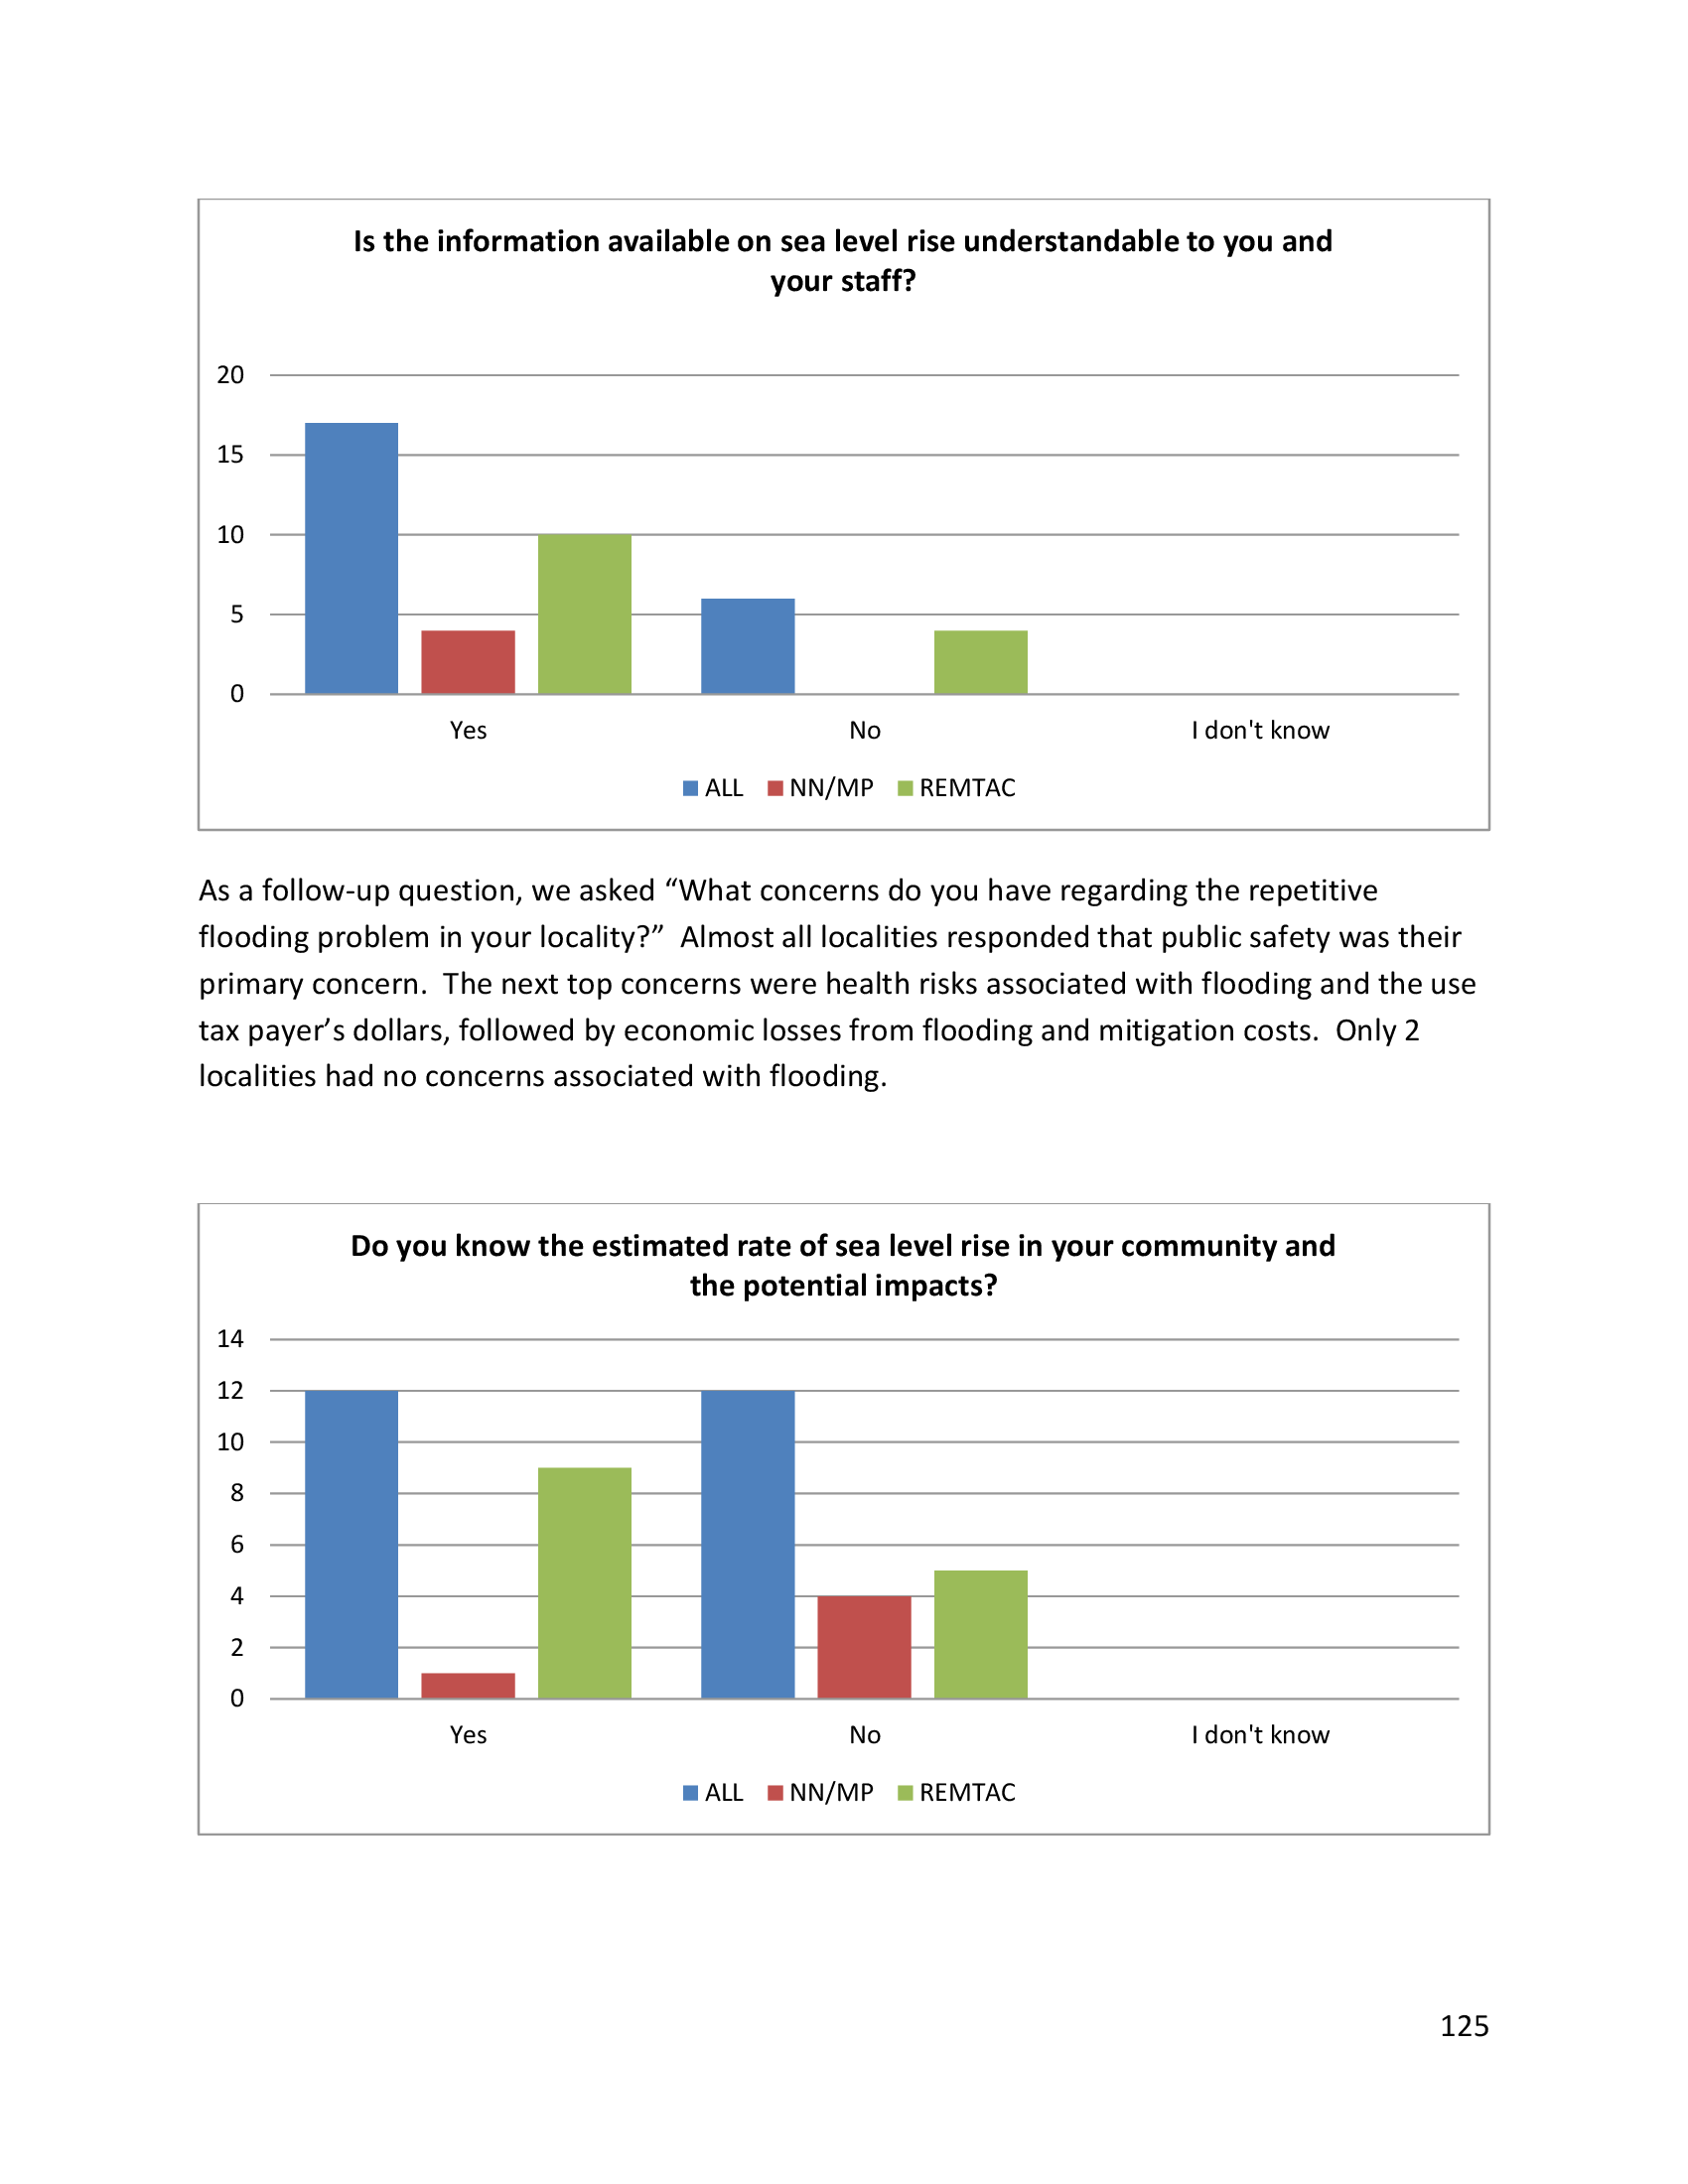 Is the information available on sea level rise understandable to you and
your staff?
20
15
10
5
0
Yes No I don't know
ALL NN/MP REMTAC
As a follow-up question, we asked “What concerns do you have regarding the repetitive
flooding problem in your locality?”  Almost all localities responded that public safety was their
primary concern.  The next top concerns were health risks associated with flooding and the use
tax payer’s dollars, followed by economic losses from flooding and mitigation costs.  Only 2
localities had no concerns associated with flooding.
Do you know the estimated rate of sea level rise in your community and
the potential impacts?
14
12
10
8
6
4
2
0
Yes No I don't know
ALL NN/MP REMTAC
125